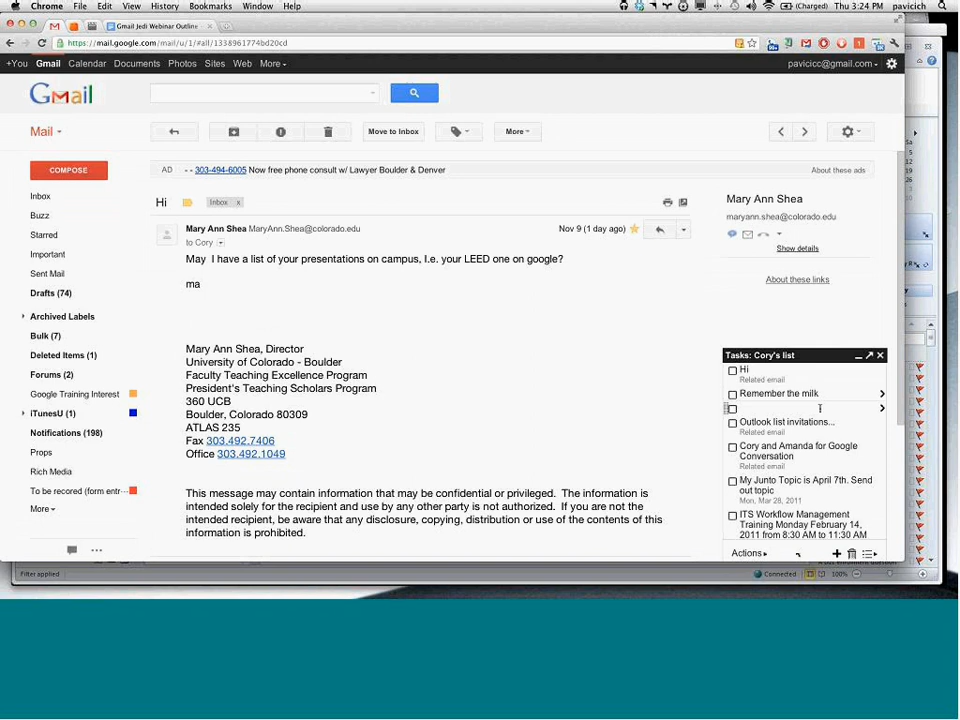 Chrome File Edit View History Bookmarks Window Help (Charged) Thu 3:24 PM pavicich
Gmail Jedi Webinar Outline
https://mail.google.com/mail/u/1/#all/1338961774bd20cd
+You Gmail Calendar Documents Photos Sites Web More pavicicc@gmail.com
Gmail
Mail Move to Inbox More
COMPOSE
AD - - 303-494-6005 Now free phone consult w/ Lawyer Boulder & Denver About these ads
Inbox
Buzz
Starred
Important
Sent Mail
Drafts (74)
Archived Labels
Bulk (7)
Deleted Items (1)
Forums (2)
Google Training Interest
iTunesU (1)
Notifications (198)
Props
Rich Media
To be recored (form entr...
More
Hi Inbox x
Mary Ann Shea MaryAnn.Shea@colorado.edu Nov 9 (1 day ago)
to Cory
May I have a list of your presentations on campus, I.e. your LEED one on google?
ma
Mary Ann Shea, Director
University of Colorado - Boulder
Faculty Teaching Excellence Program
President's Teaching Scholars Program
360 UCB
Boulder, Colorado 80309
ATLAS 235
Fax 303.492.7406
Office 303.492.1049
This message may contain information that may be confidential or privileged. The information is
intended solely for the recipient and use by any other party is not authorized. If you are not the
intended recipient, be aware that any disclosure, copying, distribution or use of the contents of this
information is prohibited.
Mary Ann Shea
maryann.shea@colorado.edu
Show details
About these links
Tasks: Cory's list
Hi
Related email
Remember the milk
Outlook list invitations...
Related email
Cory and Amanda for Google
Conversation
Related email
My Junto Topic is April 7th. Send
out topic
Mon, Mar 28, 2011
ITS Workflow Management
Training Monday February 14,
2011 from 8:30 AM to 11:30 AM
Actions
Sa
5
12
19
26
Filter applied Connected 100%